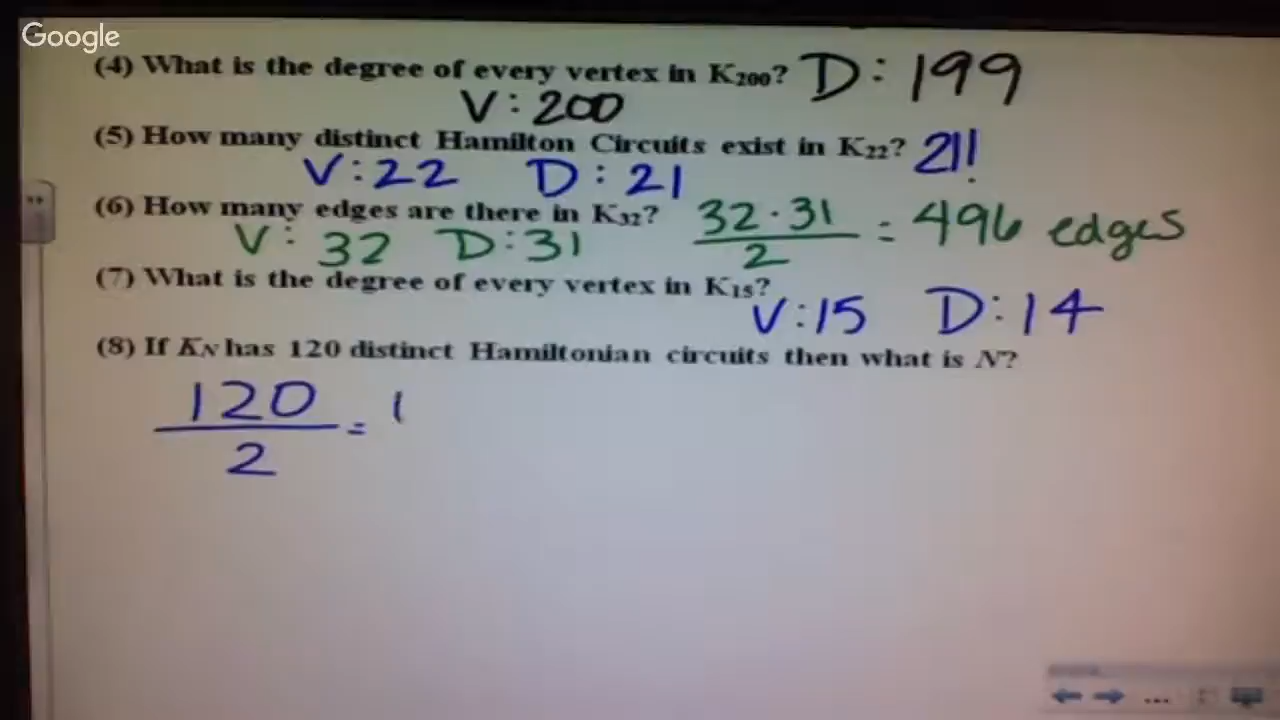 Google
(4) What is the degree of every vertex in K200? D: 199
V: 200
(5) How many distinct Hamilton Circuits exist in K22? 21!
V: 22 D: 21
(6) How many edges are there in K32? 32 · 31 / 2 = 496 edges
V: 32 D: 31
(7) What is the degree of every vertex in K15?
V: 15 D: 14
(8) If KN has 120 distinct Hamiltonian circuits then what is N?
120 / 2 = 1